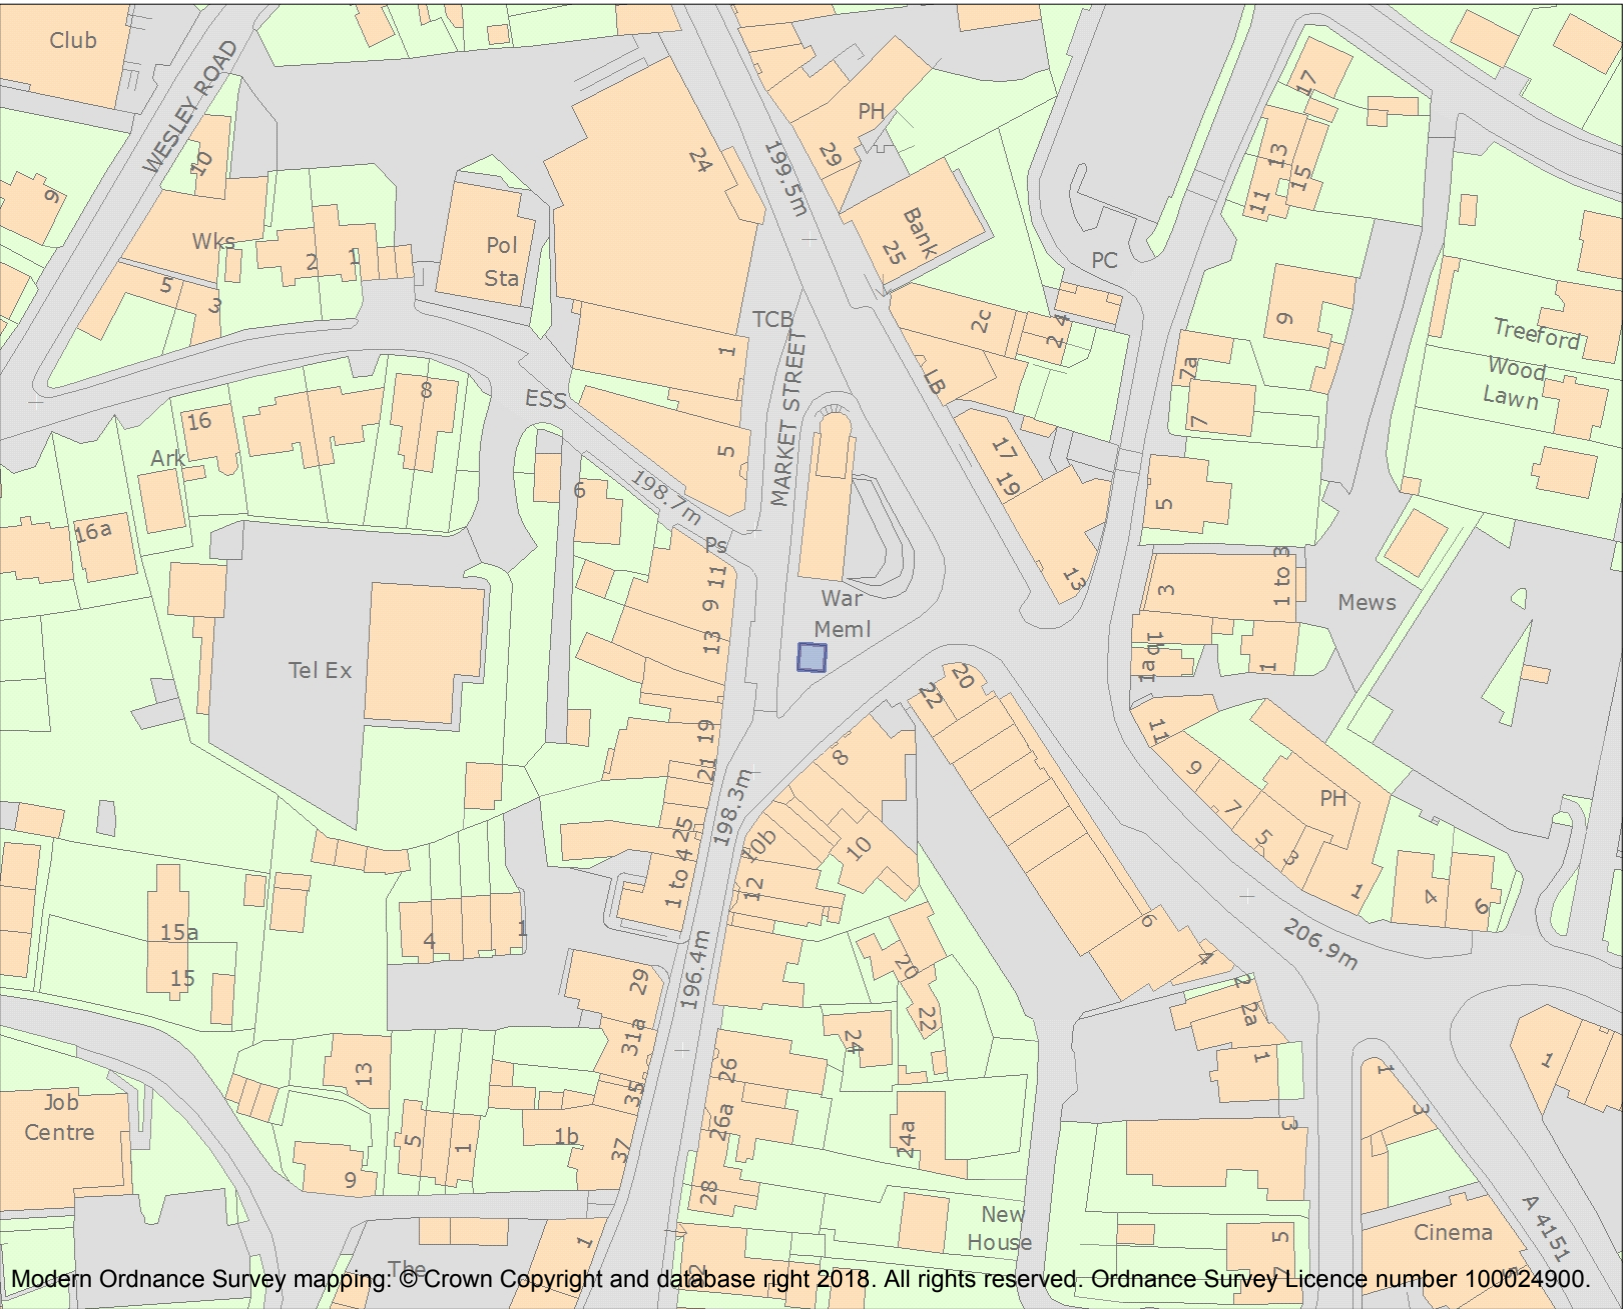 Club
WESLEY ROAD
17
PH
199.5m
24
29
13
15
11
10
9
Bank
25
Wks
2
1
Pol
Sta
PC
5
3
TCB
2c
2 4
9
Treeford
Wood
Lawn
1
MARKET STREET
LB
7a
7
8
ESS
16
Ark
5
17
19
198.7m
6
5
16a
Ps
11
9
13
War
Meml
13
3
1 to 3
Mews
1q1
1a
1
Tel Ex
20
22
19
21
11
9
7
5
3
1
PH
198.3m
8
10b
10
25
1 to 4
12
4
6
15a
15
4
1
6
4
206.9m
29
196.4m
20
22
24
2
2a
1
31a
35
26
26a
24a
13
Job
Centre
5
1
1b
37
9
28
1
3
3
1
A 4151
New
House
Cinema
5
7
1
The
2
5
Modern Ordnance Survey mapping: © Crown Copyright and database right 2018. All rights reserved. Ordnance Survey Licence number 100024900.